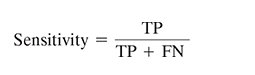 Sensitivity = TP / TP + FN